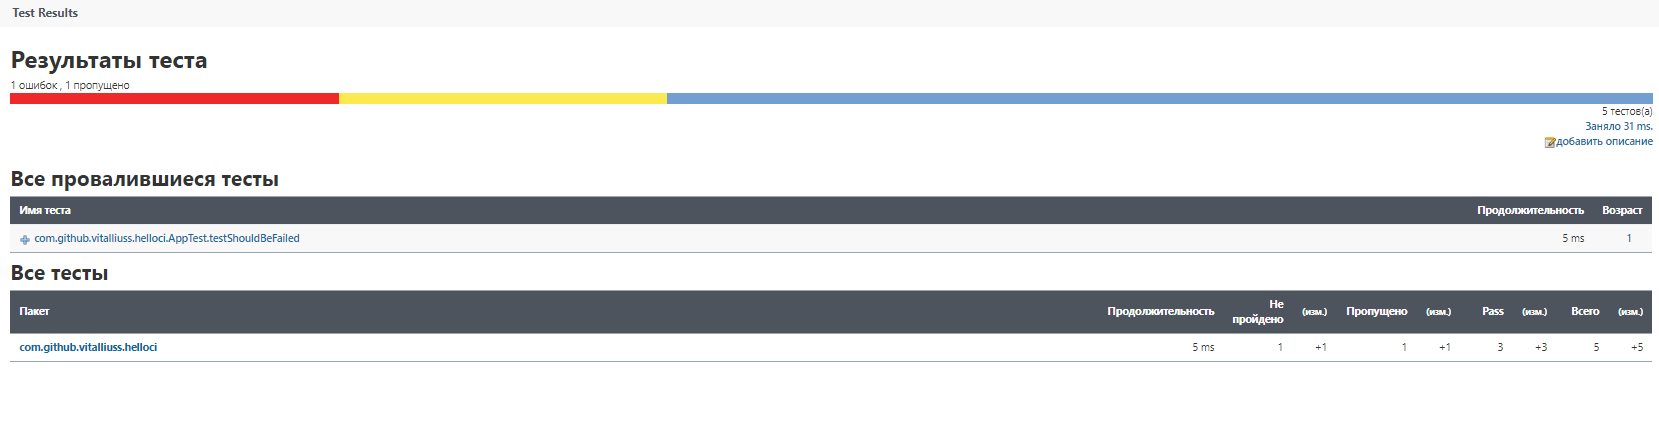 Test Results
Результаты теста
1 ошибок , 1 пропущено
5 тестов(а)
Заняло 31 ms.
добавить описание
Все провалившиеся тесты
Имя теста Продолжительность Возраст
com.github.vitalliuss.helloci.AppTest.testShouldBeFailed 5 ms 1
Все тесты
Пакет Продолжительность Не пройдено (изм.) Пропущено (изм.) Pass (изм.) Всего (изм.)
com.github.vitalliuss.helloci 5 ms 1 +1 1 +1 3 +3 5 +5